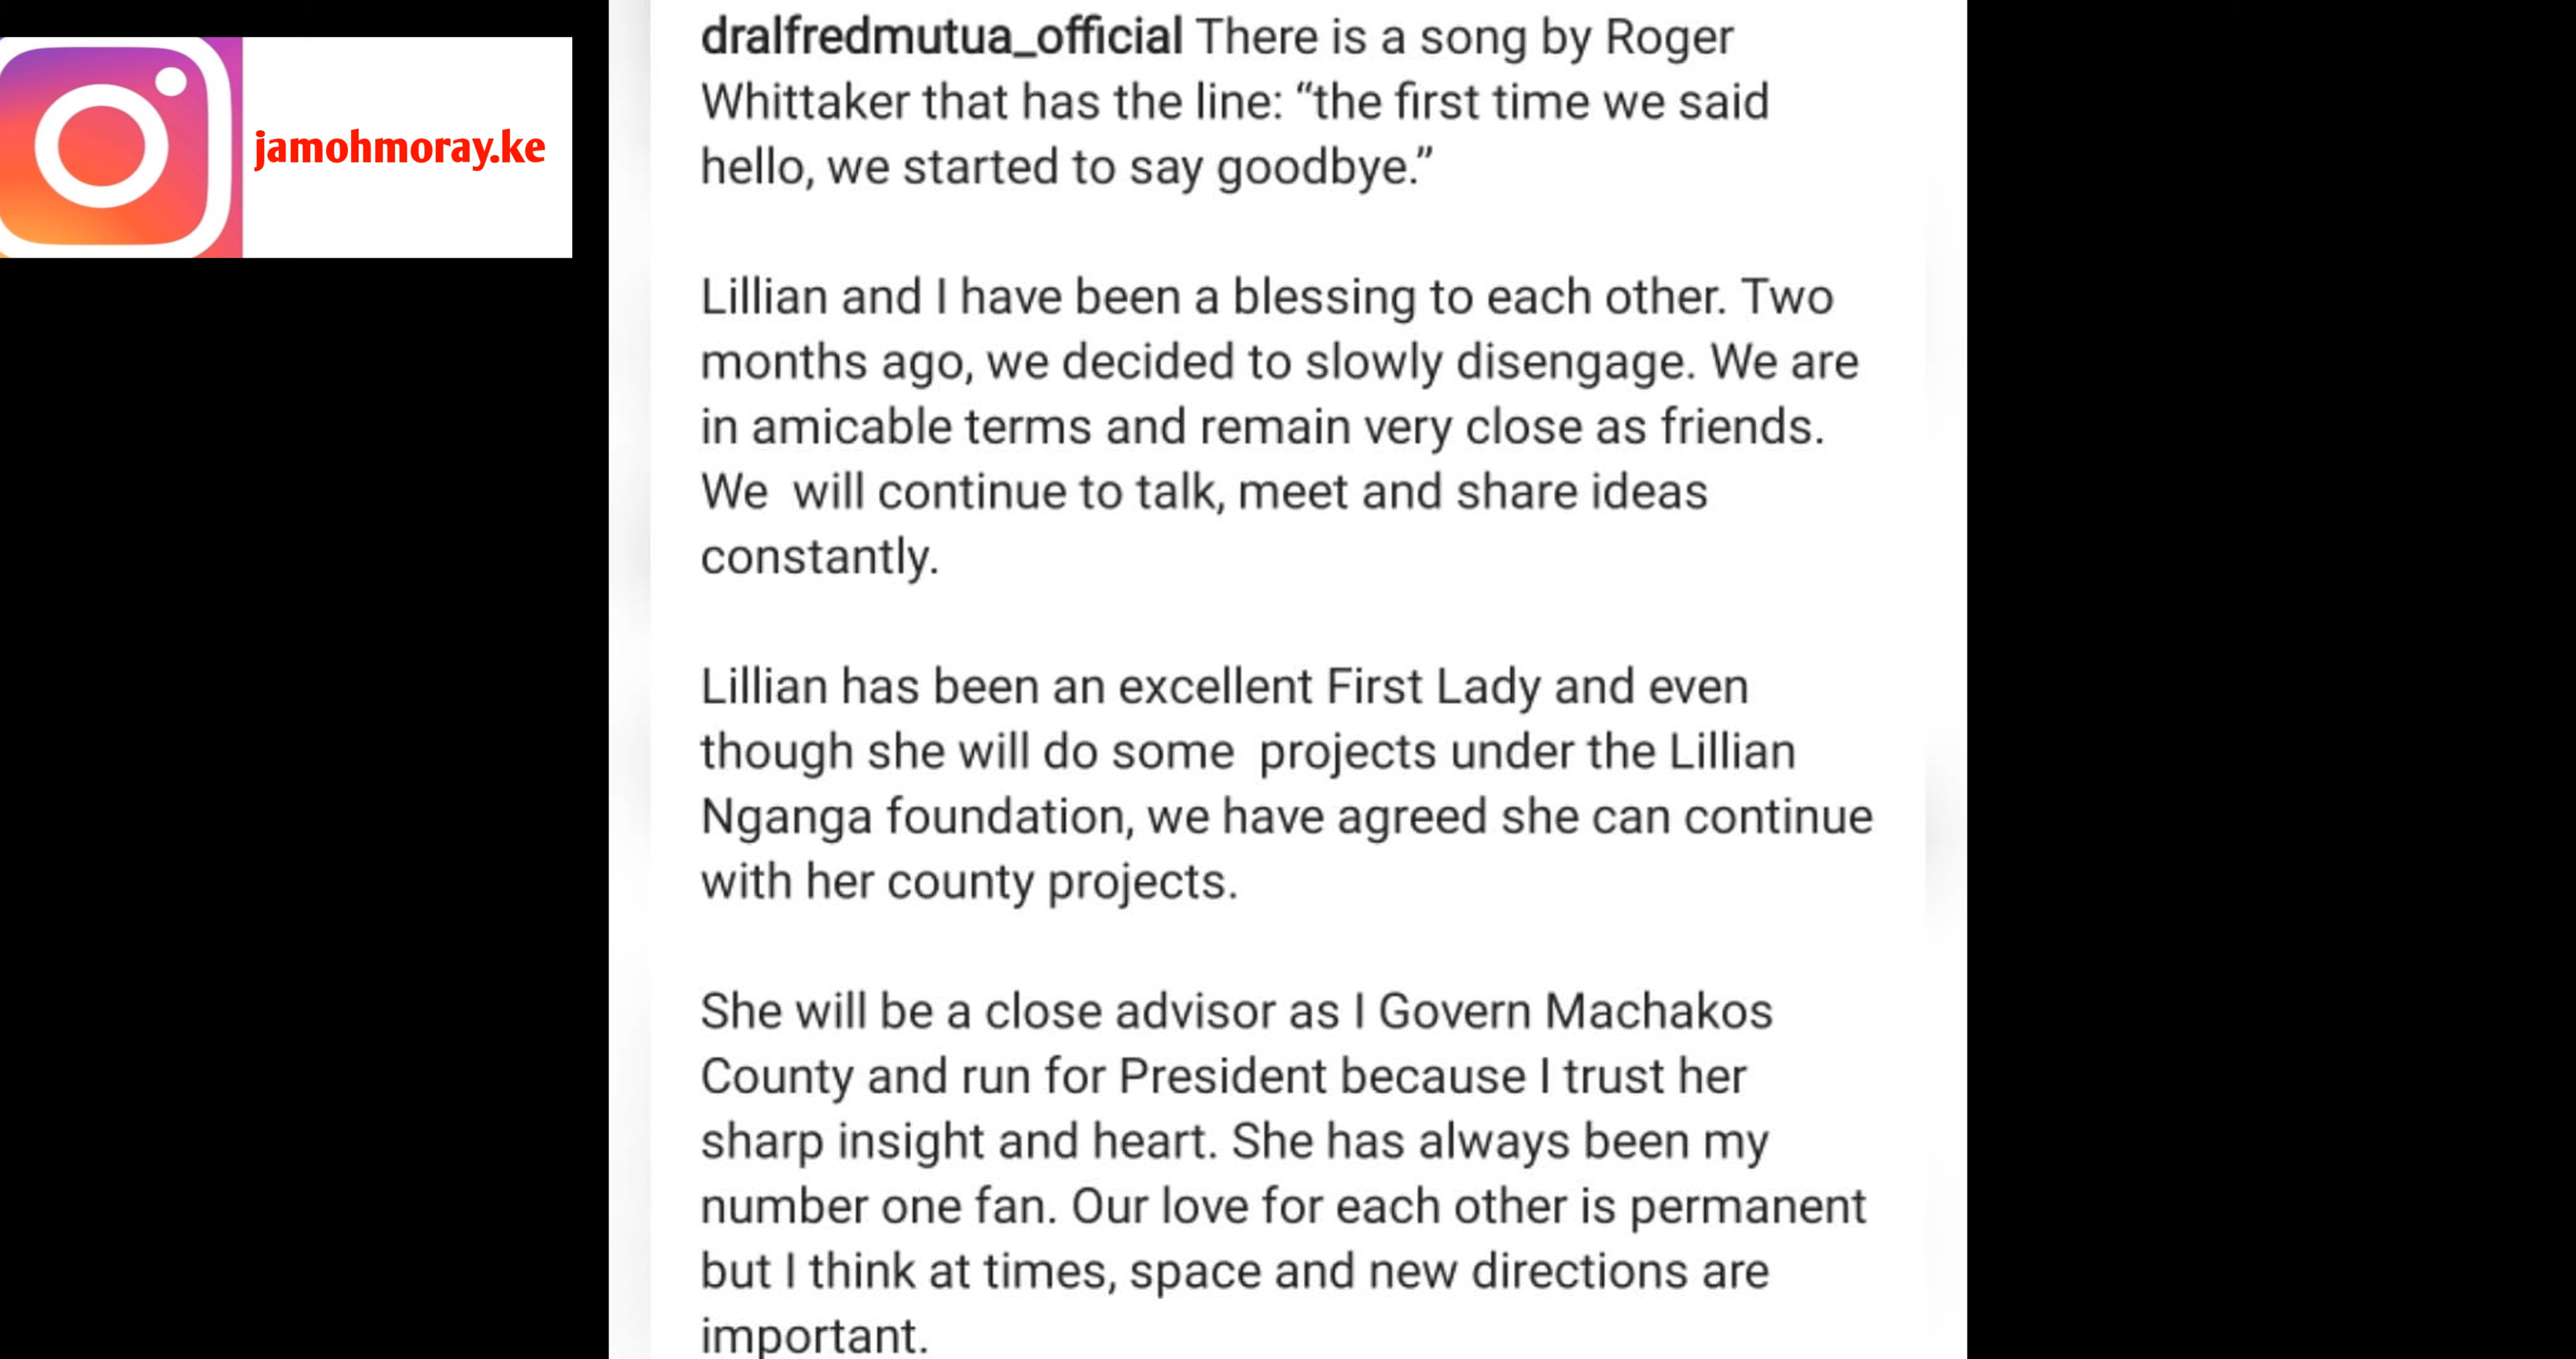 jamohmoray.ke
dralfredmutua_official There is a song by Roger
Whittaker that has the line: “the first time we said
hello, we started to say goodbye.”
Lillian and I have been a blessing to each other. Two
months ago, we decided to slowly disengage. We are
in amicable terms and remain very close as friends.
We  will continue to talk, meet and share ideas
constantly.
Lillian has been an excellent First Lady and even
though she will do some  projects under the Lillian
Nganga foundation, we have agreed she can continue
with her county projects.
She will be a close advisor as I Govern Machakos
County and run for President because I trust her
sharp insight and heart. She has always been my
number one fan. Our love for each other is permanent
but I think at times, space and new directions are
important.